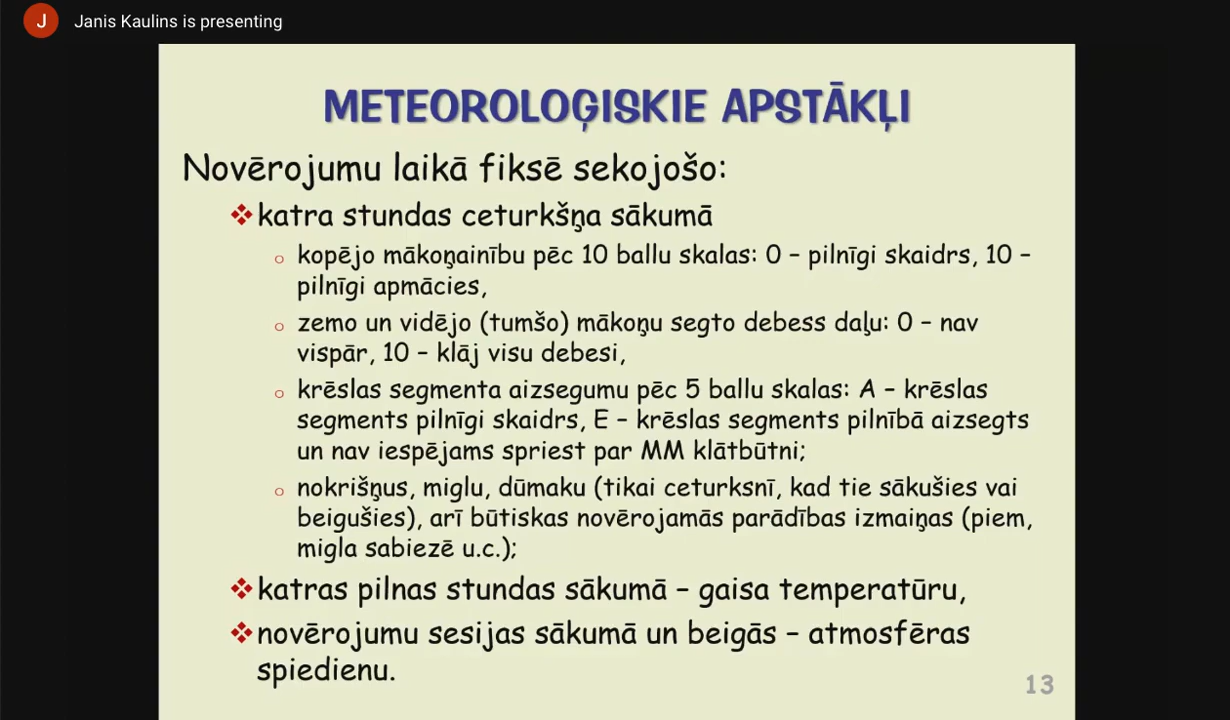 J
Janis Kaulins is presenting
METEOROLOĢISKIE APSTĀKĻI
Novērojumu laikā fiksē sekojošo:
❖katra stundas ceturkšņa sākumā
o kopējo mākoņainību pēc 10 ballu skalas: 0 – pilnīgi skaidrs, 10 –
pilnīgi apmācies,
o zemo un vidējo (tumšo) mākoņu segto debess daļu: 0 – nav
vispār, 10 – klāj visu debesi,
o krēslas segmenta aizsegumu pēc 5 ballu skalas: A – krēslas
segments pilnīgi skaidrs, E – krēslas segments pilnībā aizsegts
un nav iespējams spriest par MM klātbūtni;
o nokrišņus, miglu, dūmaku (tikai ceturksnī, kad tie sākušies vai
beigušies), arī būtiskas novērojamās parādības izmaiņas (piem,
migla sabiezē u.c.);
❖katras pilnas stundas sākumā – gaisa temperatūru,
❖novērojumu sesijas sākumā un beigās – atmosfēras
spiedienu.
13